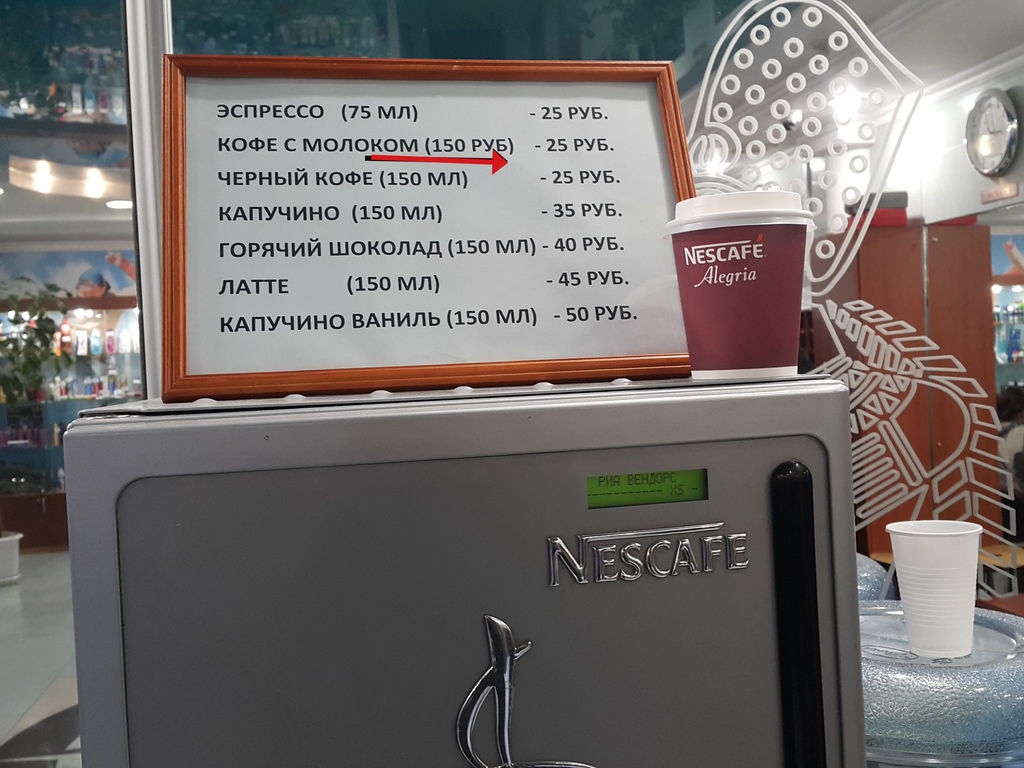 ЭСПРЕССО (75 МЛ) - 25 РУБ.
КОФЕ С МОЛОКОМ (150 РУБ) - 25 РУБ.
ЧЕРНЫЙ КОФЕ (150 МЛ) - 25 РУБ.
КАПУЧИНО (150 МЛ) - 35 РУБ.
ГОРЯЧИЙ ШОКОЛАД (150 МЛ) - 40 РУБ.
ЛАТТЕ (150 МЛ) - 45 РУБ.
КАПУЧИНО ВАНИЛЬ (150 МЛ) - 50 РУБ.
NESCAFÉ
Alegria
РИА ВЕНДОРС
NESCAFE